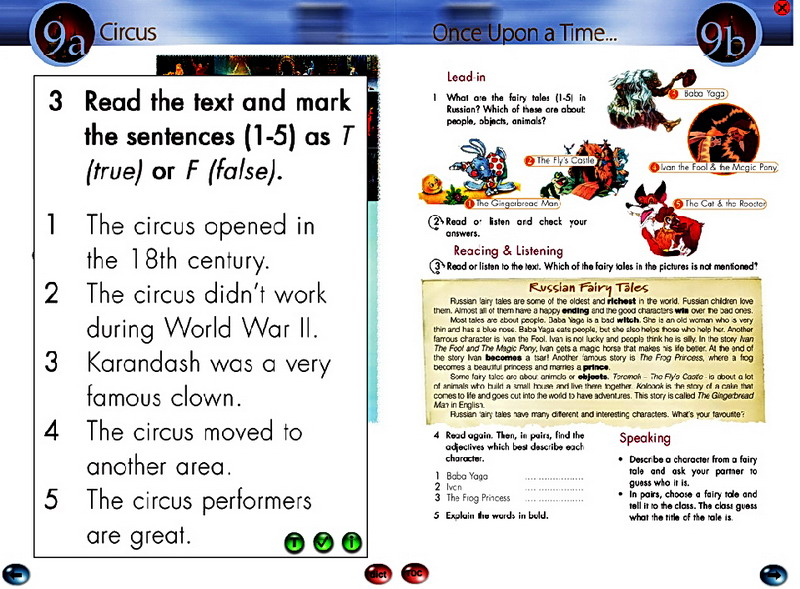 9a Circus
3 Read the text and mark
the sentences (1-5) as T
(true) or F (false).
1 The circus opened in
the 18th century.
2 The circus didn't work
during World War II.
3 Karandash was a very
famous clown.
4 The circus moved to
another area.
5 The circus performers
are great.
T i
Once Upon a Time... 9b
Lead-in
1 What are the fairy tales (1-5) in
Russian? Which of these are about:
people, objects, animals?
3 Baba Yaga
2 The Fly's Castle
4 Ivan the Fool & the Magic Pony
1 The Gingerbread Man
5 The Cat & the Rooster
2 Read or listen and check your
answers.
Reading & Listening
3 Read or listen to the text. Which of the fairy tales in the pictures is not mentioned?
Russian Fairy Tales
Russian fairy tales are some of the oldest and richest in the world. Russian children love
them. Almost all of them have a happy ending and the good characters win over the bad ones.
Most tales are about people. Baba Yaga is a bad witch. She is an old woman who is very
thin and has a blue nose. Baba Yaga eats people, but she also helps those who help her. Another
famous character is Ivan the Fool. Ivan is not lucky and people think he is silly. In the story Ivan
The Fool and The Magic Pony, Ivan gets a magic horse that makes his life better. At the end of
the story Ivan becomes a tsar! Another famous story is The Frog Princess, where a frog
becomes a beautiful princess and marries a prince.
Some fairy tales are about animals or objects. Teremok – The Fly's Castle - is about a lot
of animals who build a small house and live there together. Kolobok is the story of a cake that
comes to life and goes out into the world to have adventures. This story is called The Gingerbread
Man in English.
Russian fairy tales have many different and interesting characters. What's your favourite?
4 Read again. Then, in pairs, find the
adjectives which best describe each
character.
1 Baba Yaga ....................
2 Ivan ....................
3 The Frog Princess ....................
5 Explain the words in bold.
Speaking
• Describe a character from a fairy
tale and ask your partner to
guess who it is.
• In pairs, choose a fairy tale and
tell it to the class. The class guess
what the title of the tale is.